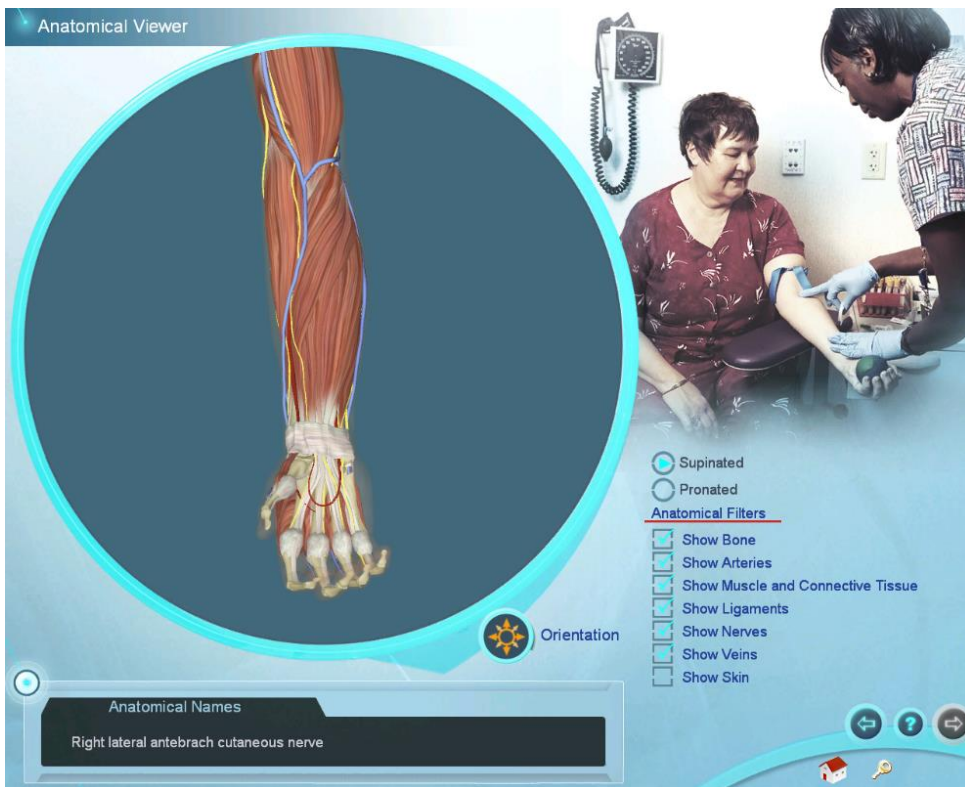 Anatomical Viewer
Supinated
Pronated
Anatomical Filters
Show Bone
Show Arteries
Show Muscle and Connective Tissue
Show Ligaments
Show Nerves
Show Veins
Show Skin
Orientation
Anatomical Names
Right lateral antebrach cutaneous nerve
?